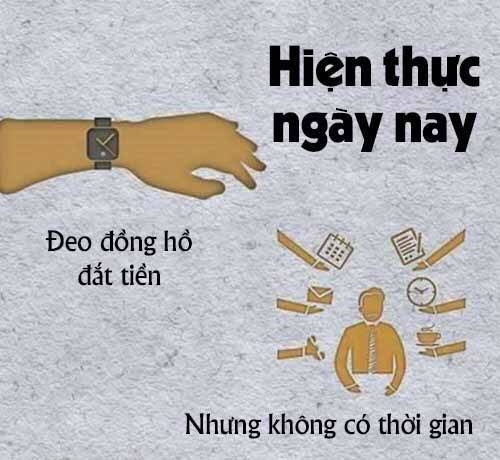 Hiện thực
ngày nay
Đeo đồng hồ
đắt tiền
Nhưng không có thời gian